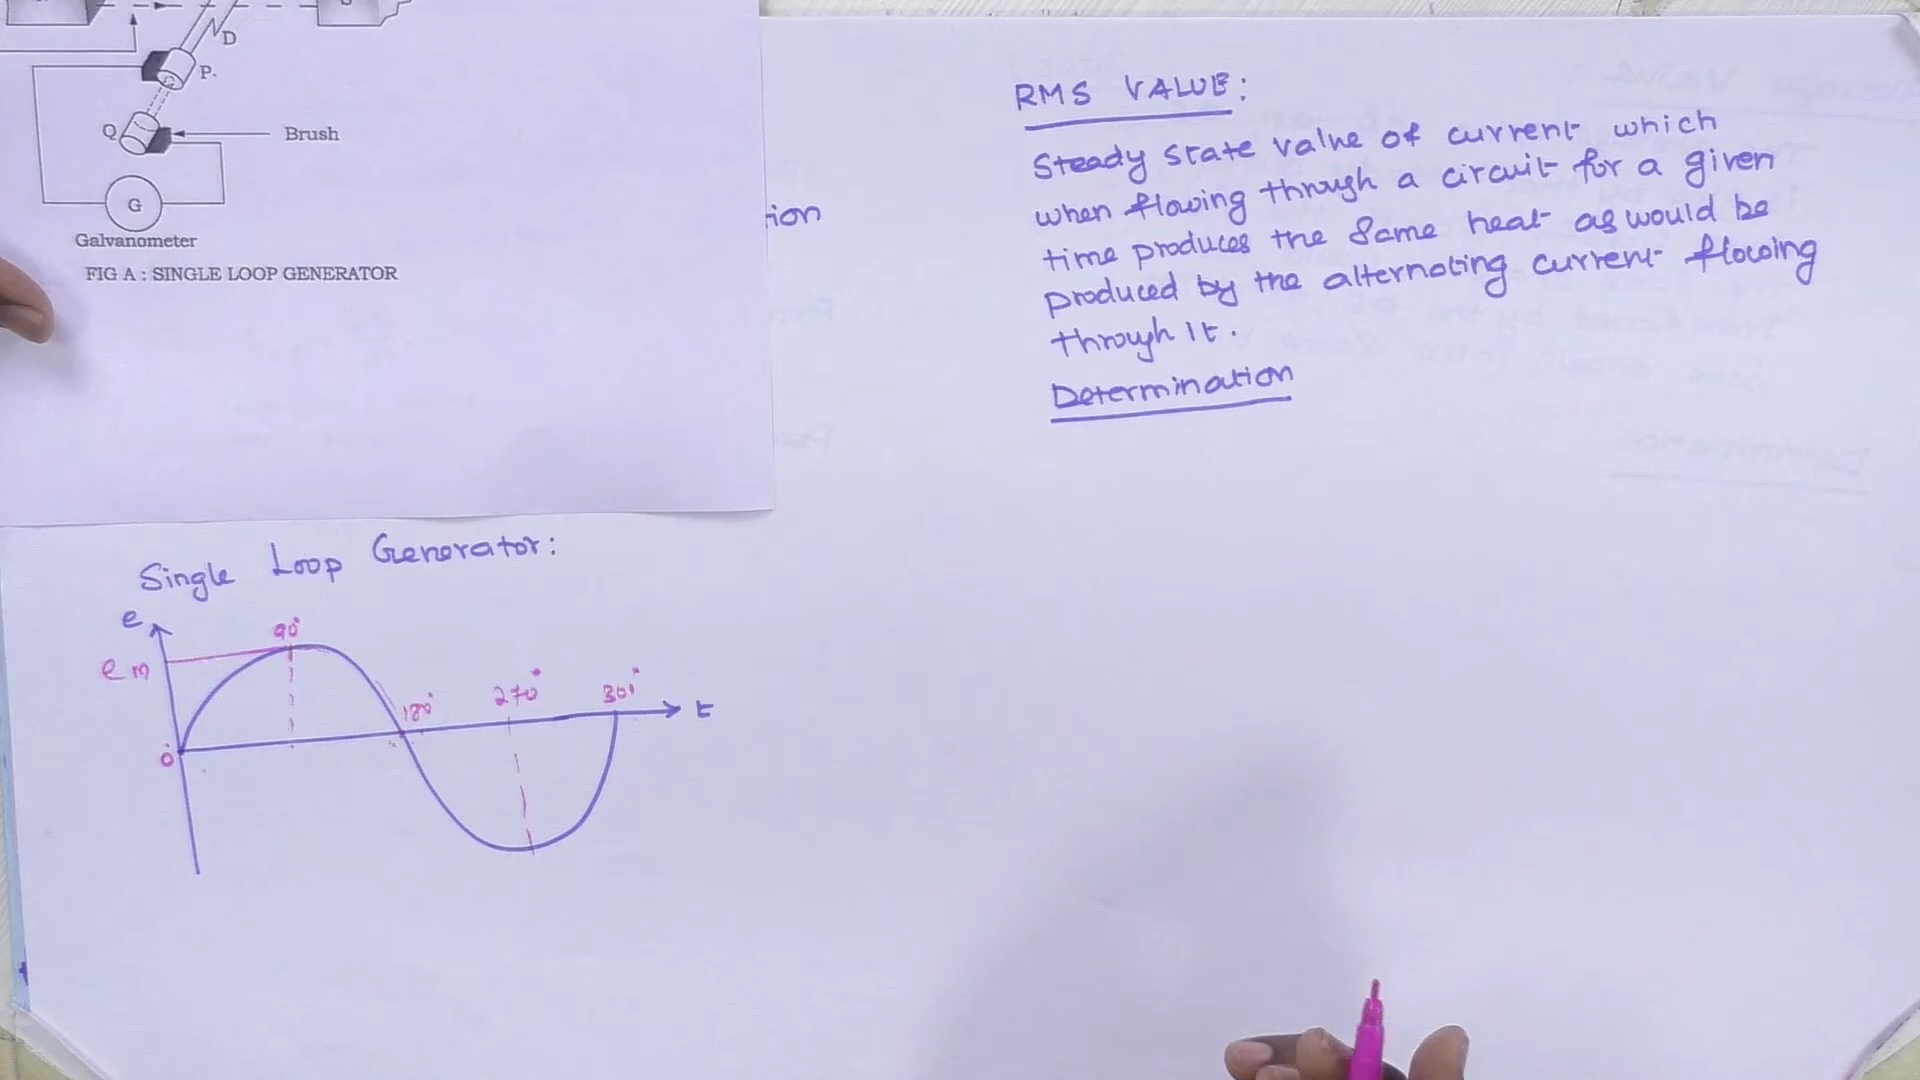 D
P.
Q
Brush
G
Galvanometer
FIG A : SINGLE LOOP GENERATOR
tion
Single Loop Generator:
e
em
90°
180°
270°
301°
t
0
RMS VALUE:
Steady state value of current which
when flowing through a circuit for a given
time produces the same heat as would be
produced by the alternating current flowing
through it.
Determination